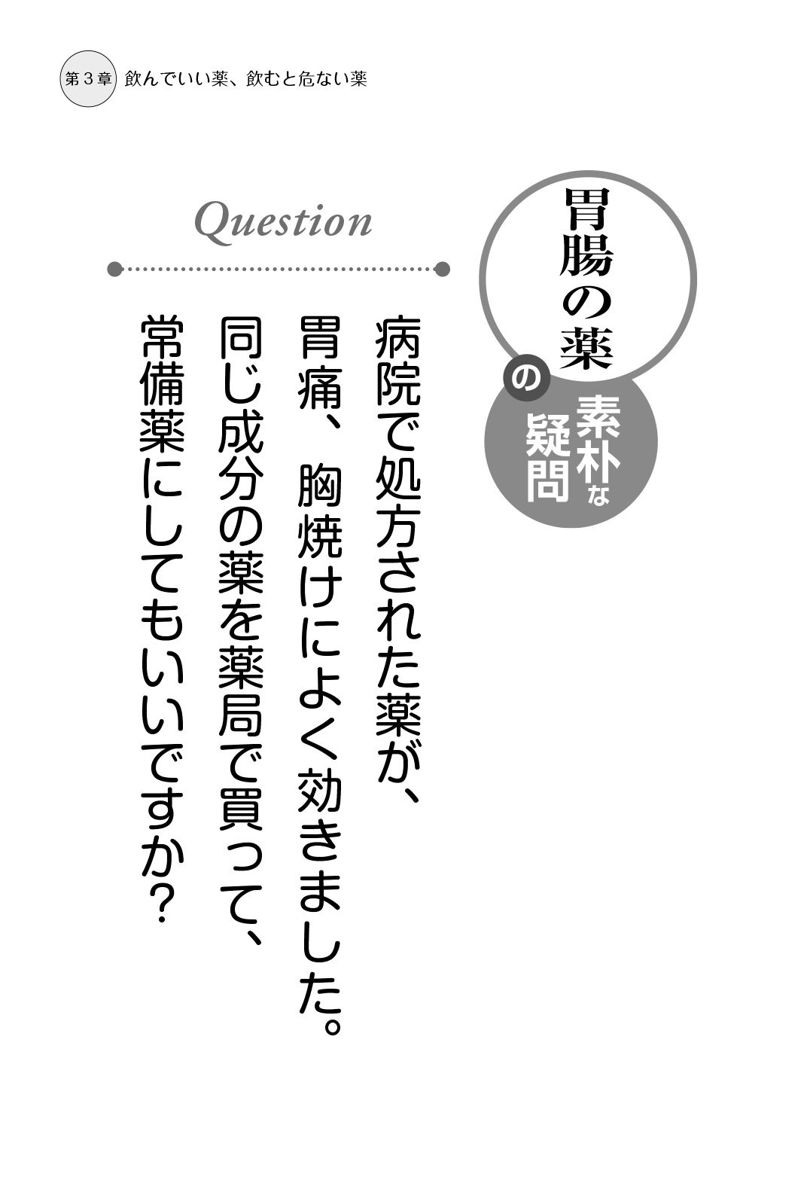 第3章 飲んでいい薬、飲むと危ない薬
胃腸の薬
の
素朴な
疑問
Question
病院で処方された薬が、
胃痛、胸焼けによく効きました。
同じ成分の薬を薬局で買って、
常備薬にしてもいいですか?